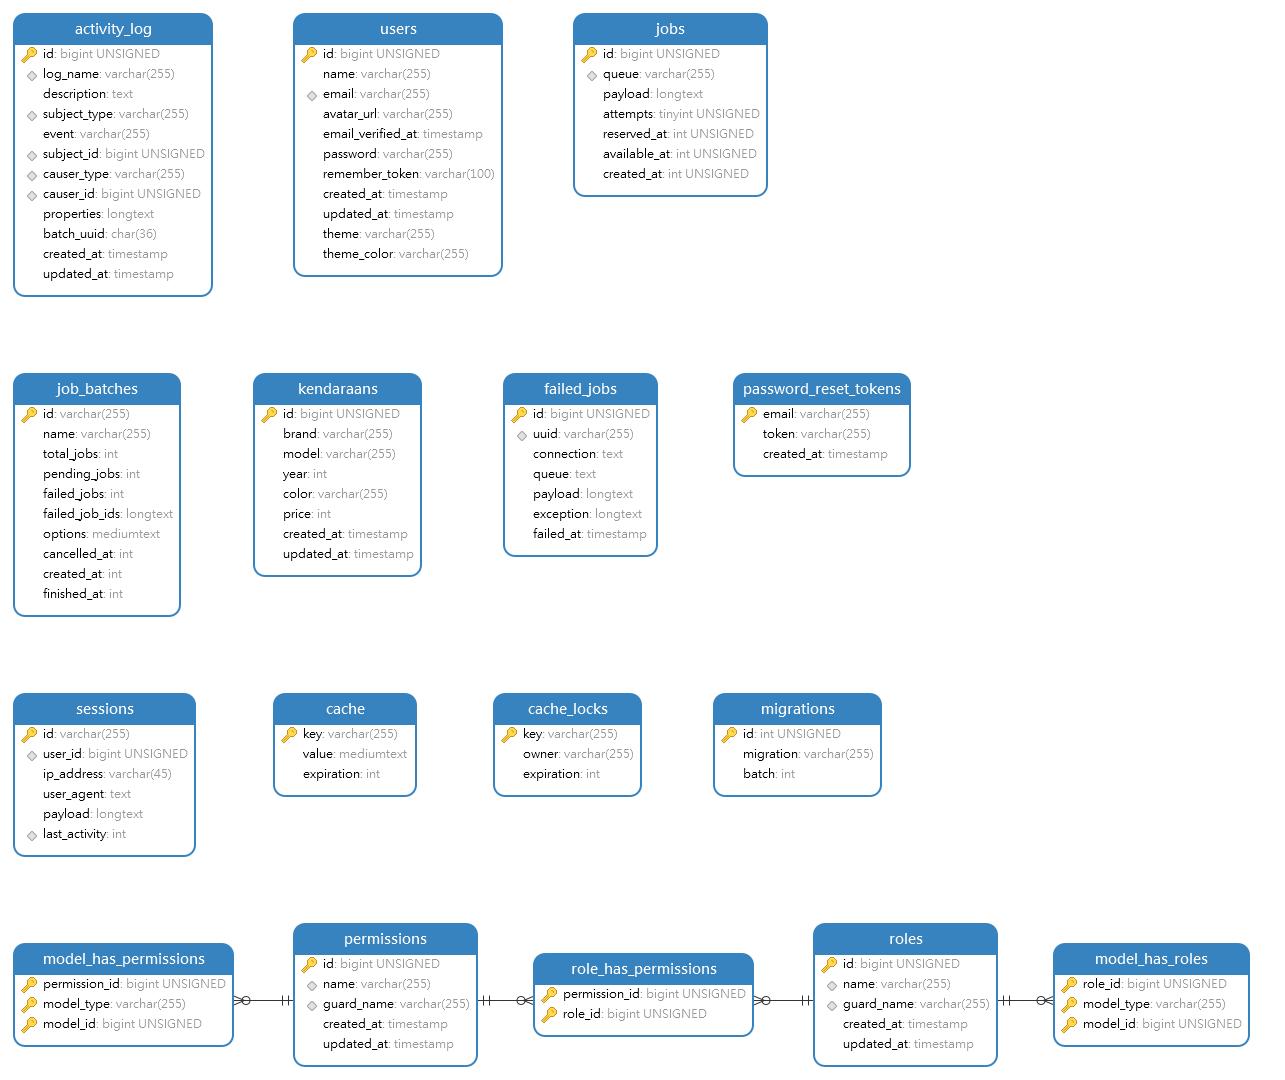 activity_log
id: bigint UNSIGNED
log_name: varchar(255)
description: text
subject_type: varchar(255)
event: varchar(255)
subject_id: bigint UNSIGNED
causer_type: varchar(255)
causer_id: bigint UNSIGNED
properties: longtext
batch_uuid: char(36)
created_at: timestamp
updated_at: timestamp
users
id: bigint UNSIGNED
name: varchar(255)
email: varchar(255)
avatar_url: varchar(255)
email_verified_at: timestamp
password: varchar(255)
remember_token: varchar(100)
created_at: timestamp
updated_at: timestamp
theme: varchar(255)
theme_color: varchar(255)
jobs
id: bigint UNSIGNED
queue: varchar(255)
payload: longtext
attempts: tinyint UNSIGNED
reserved_at: int UNSIGNED
available_at: int UNSIGNED
created_at: int UNSIGNED
job_batches
id: varchar(255)
name: varchar(255)
total_jobs: int
pending_jobs: int
failed_jobs: int
failed_job_ids: longtext
options: mediumtext
cancelled_at: int
created_at: int
finished_at: int
kendaraans
id: bigint UNSIGNED
brand: varchar(255)
model: varchar(255)
year: int
color: varchar(255)
price: int
created_at: timestamp
updated_at: timestamp
failed_jobs
id: bigint UNSIGNED
uuid: varchar(255)
connection: text
queue: text
payload: longtext
exception: longtext
failed_at: timestamp
password_reset_tokens
email: varchar(255)
token: varchar(255)
created_at: timestamp
sessions
id: varchar(255)
user_id: bigint UNSIGNED
ip_address: varchar(45)
user_agent: text
payload: longtext
last_activity: int
cache
key: varchar(255)
value: mediumtext
expiration: int
cache_locks
key: varchar(255)
owner: varchar(255)
expiration: int
migrations
id: int UNSIGNED
migration: varchar(255)
batch: int
model_has_permissions
permission_id: bigint UNSIGNED
model_type: varchar(255)
model_id: bigint UNSIGNED
permissions
id: bigint UNSIGNED
name: varchar(255)
guard_name: varchar(255)
created_at: timestamp
updated_at: timestamp
role_has_permissions
permission_id: bigint UNSIGNED
role_id: bigint UNSIGNED
roles
id: bigint UNSIGNED
name: varchar(255)
guard_name: varchar(255)
created_at: timestamp
updated_at: timestamp
model_has_roles
role_id: bigint UNSIGNED
model_type: varchar(255)
model_id: bigint UNSIGNED